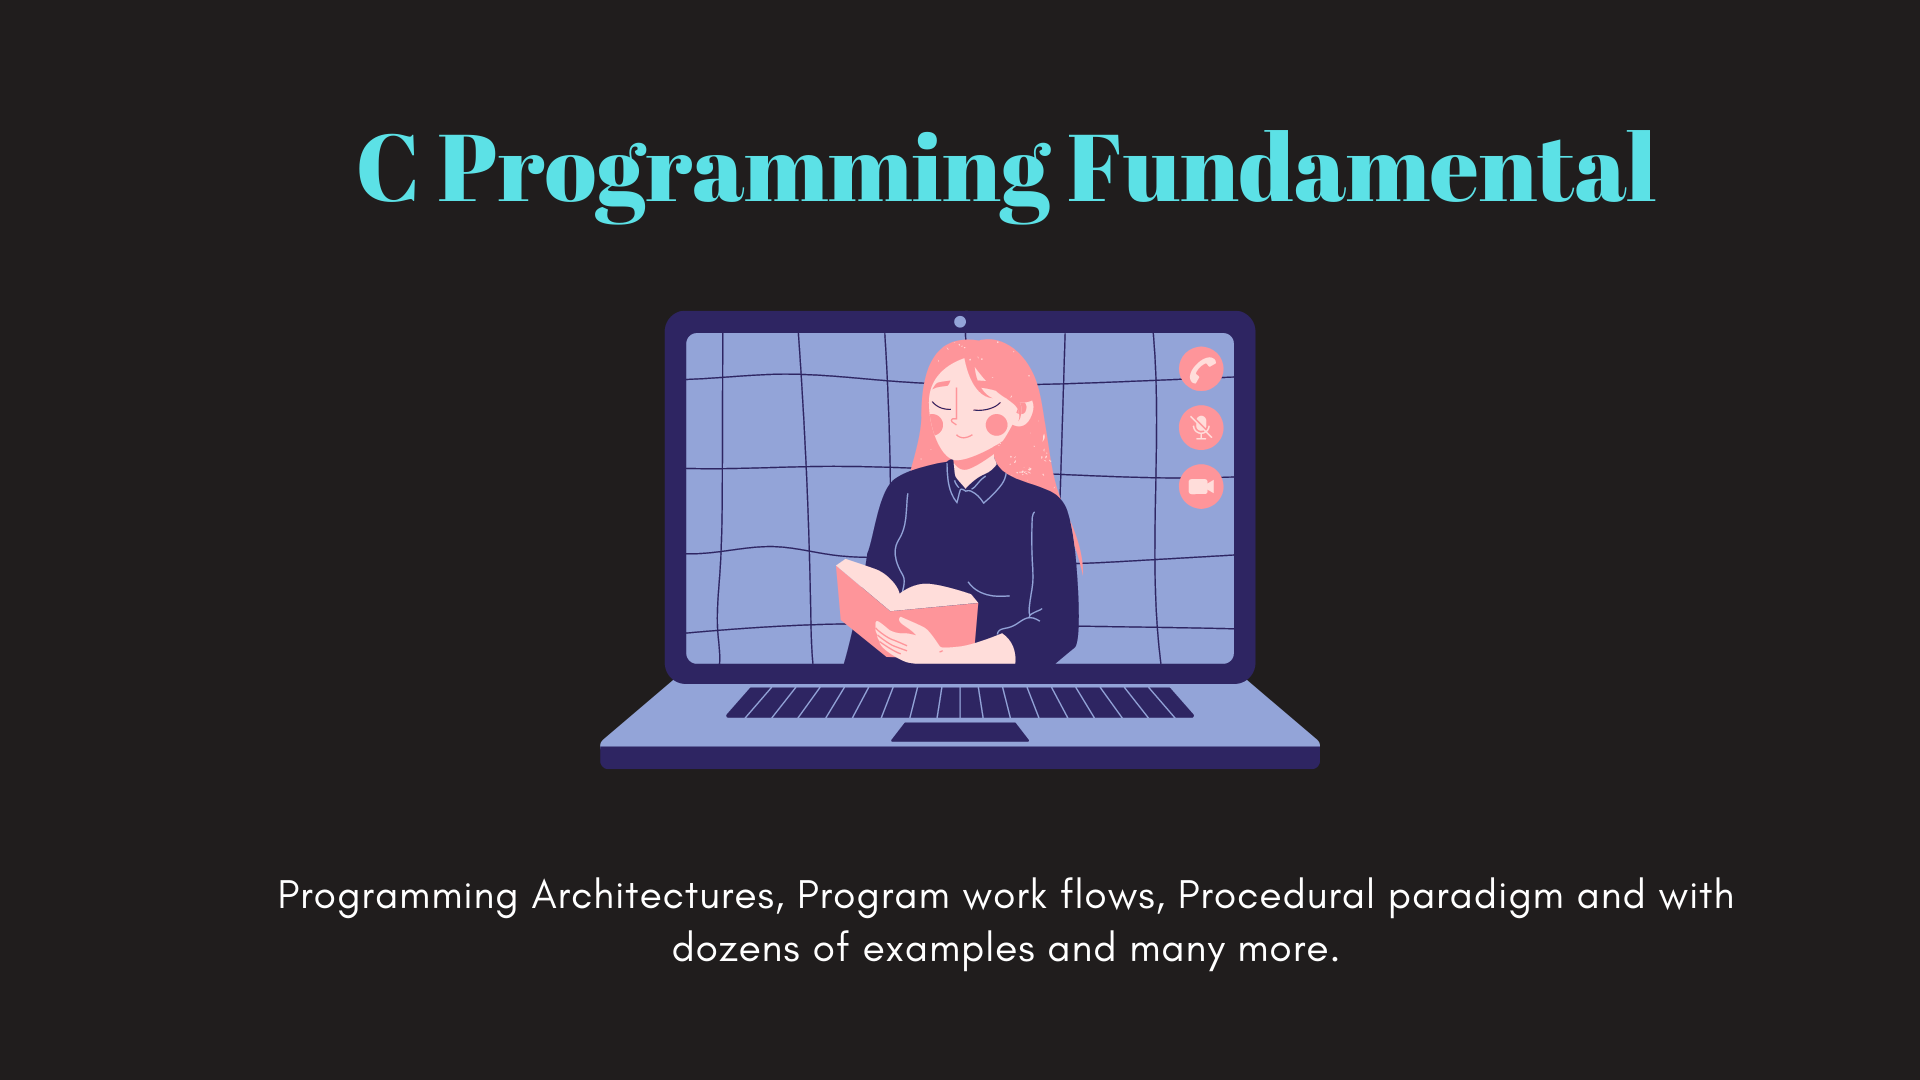 C Programming Fundamental
Programming Architectures, Program work flows, Procedural paradigm and with
dozens of examples and many more.